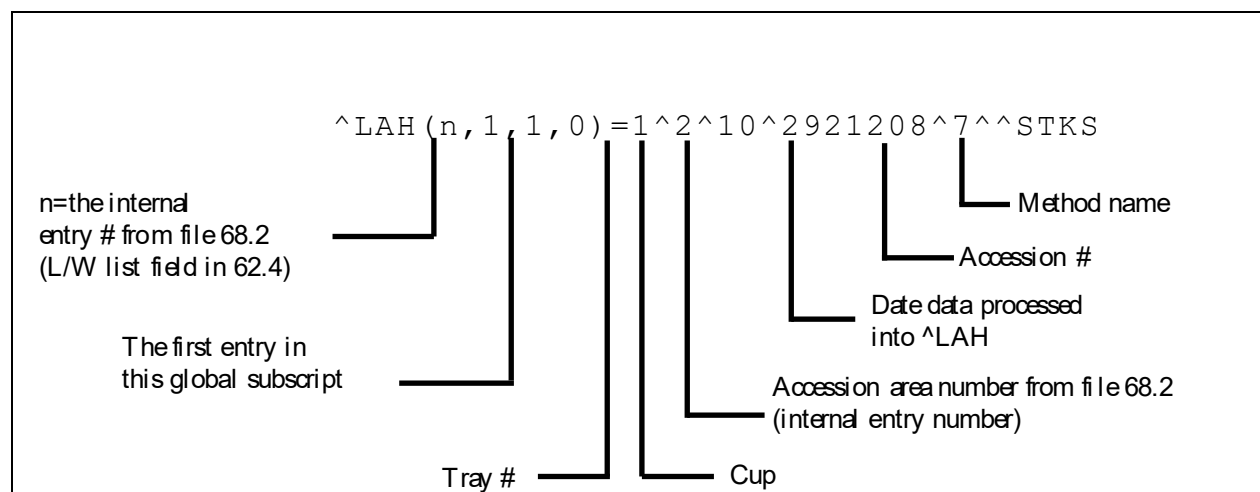 ^LAH(n,1,1,0)=1^2^10^2921208^7^^STKS
n=the internal
entry # from file 68.2
(L/W list field in 62.4)
Method name
Accession #
Date data processed
into ^LAH
The first entry in
this global subscript
Accession area number from file 68.2
(internal entry number)
Tray #
Cup